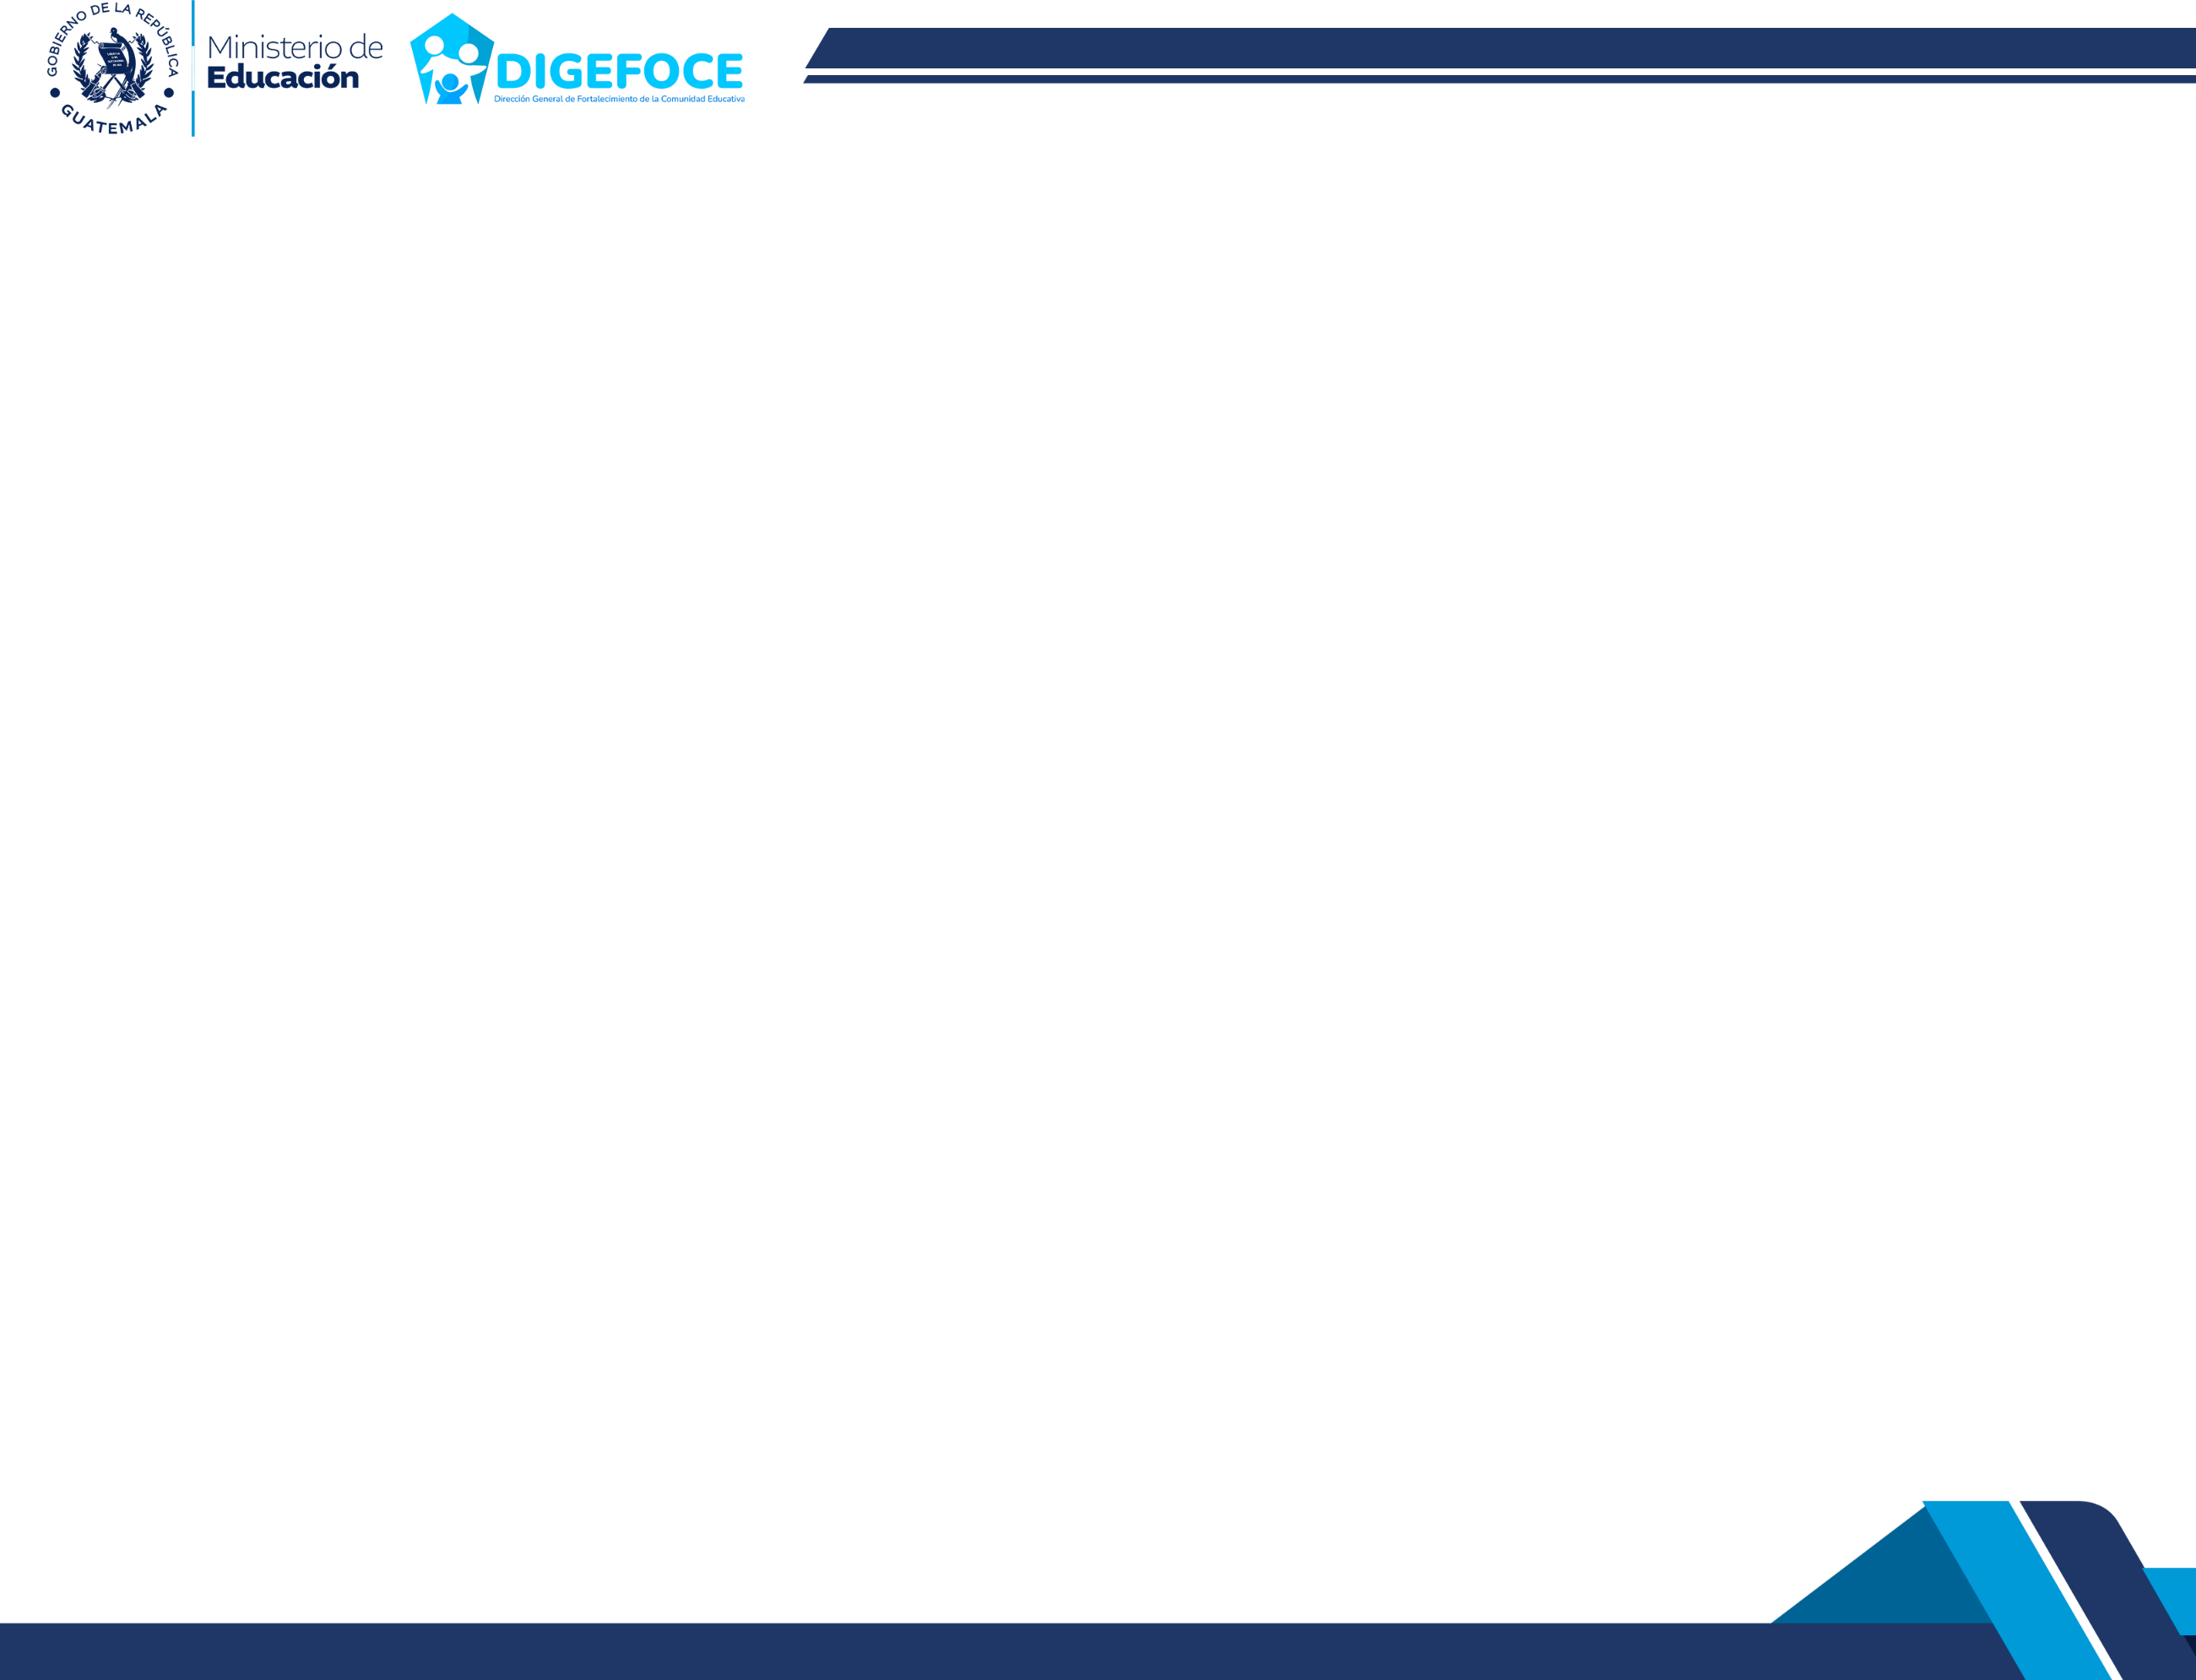 GOBIERNO DE LA REPÚBLICA
GUATEMALA
Ministerio de
Educación
DIGEFOCE
Dirección General de Fortalecimiento de la Comunidad Educativa